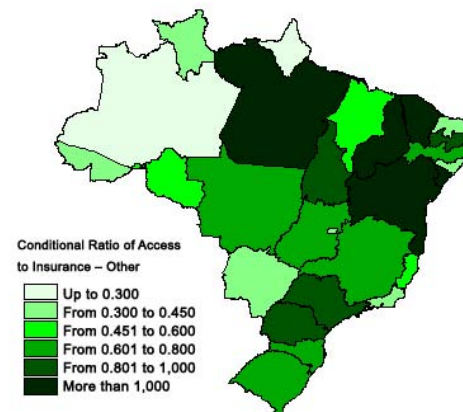 Conditional Ratio of Access
to Insurance – Other
Up to 0.300
From 0.300 to 0.450
From 0.451 to 0.600
From 0.601 to 0.800
From 0.801 to 1,000
More than 1,000